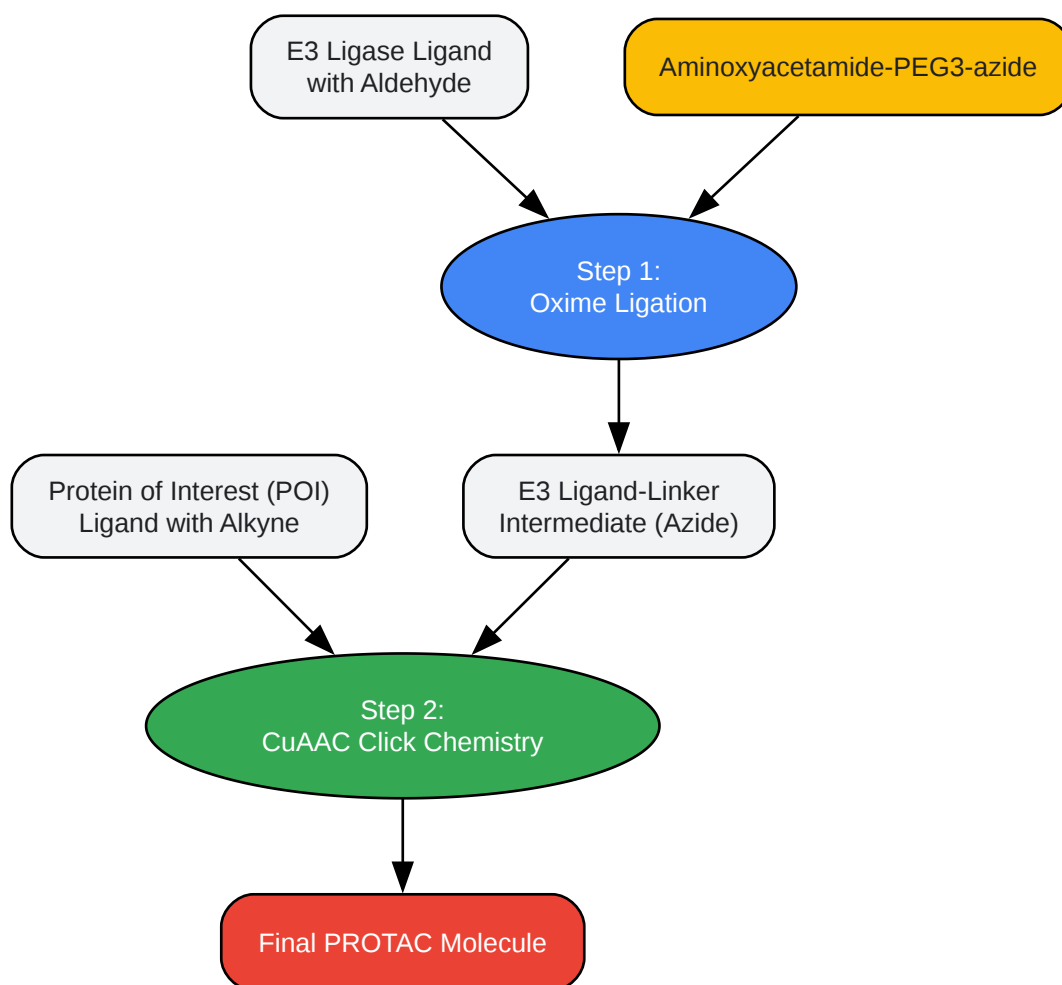 E3 Ligase Ligand
with Aldehyde
Aminoxyacetamide-PEG3-azide
Step 1:
Oxime Ligation
Protein of Interest (POI)
Ligand with Alkyne
E3 Ligand-Linker
Intermediate (Azide)
Step 2:
CuAAC Click Chemistry
Final PROTAC Molecule